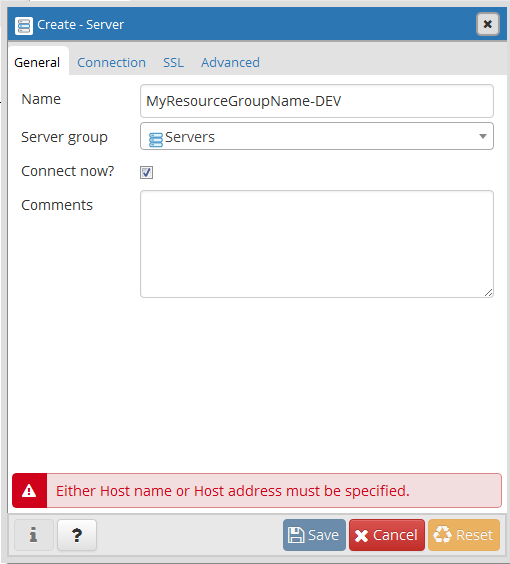 Create - Server
General Connection SSL Advanced
Name MyResourceGroupName-DEV
Server group Servers
Connect now?
Comments
Either Host name or Host address must be specified.
i ? Save Cancel Reset